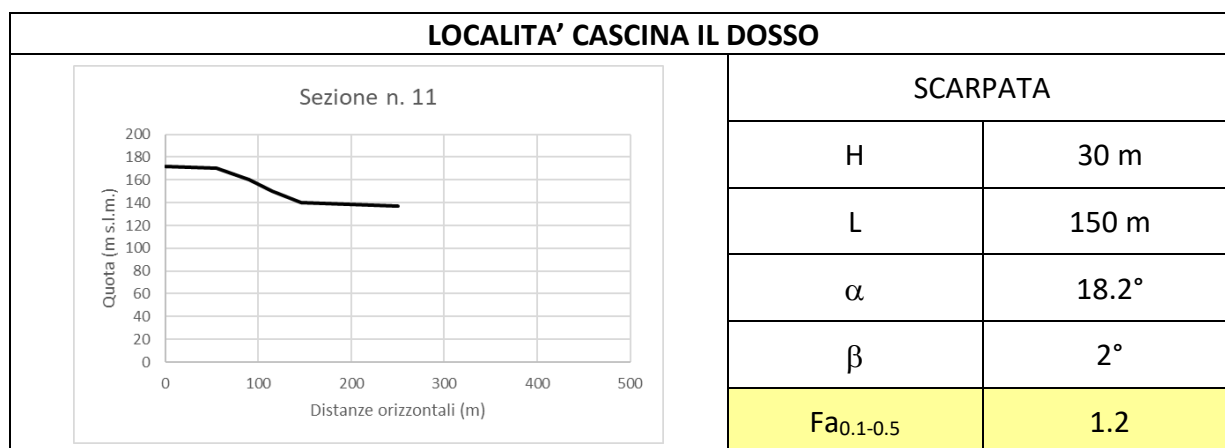 LOCALITA’ CASCINA IL DOSSO
Sezione n. 11
Quota (m s.l.m.)
200
180
160
140
120
100
80
60
40
20
0
0 100 200 300 400 500
Distanze orizzontali (m)
SCARPATA
H 30 m
L 150 m
α 18.2°
β 2°
Fa0.1-0.5 1.2